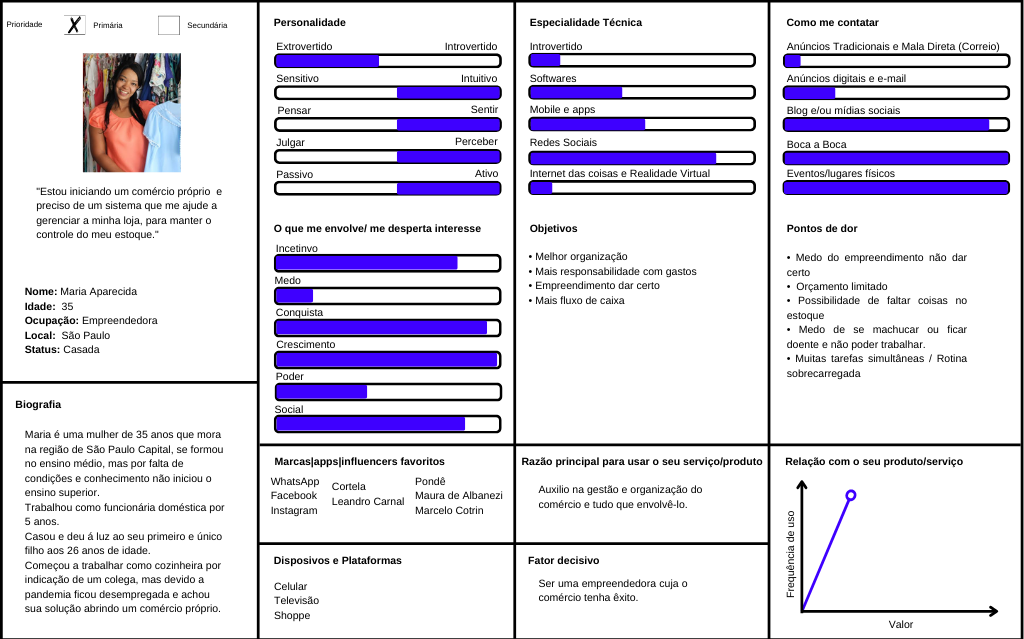 Prioridade
X
Primária
Secundária
"Estou iniciando um comércio próprio e
preciso de um sistema que me ajude a
gerenciar a minha loja, para manter o
controle do meu estoque."
Nome: Maria Aparecida
Idade: 35
Ocupação: Empreendedora
Local: São Paulo
Status: Casada
Biografia
Maria é uma mulher de 35 anos que mora
na região de São Paulo Capital, se formou
no ensino médio, mas por falta de
condições e conhecimento não iniciou o
ensino superior.
Trabalhou como funcionária doméstica por
5 anos.
Casou e deu á luz ao seu primeiro e único
filho aos 26 anos de idade.
Começou a trabalhar como cozinheira por
indicação de um colega, mas devido a
pandemia ficou desempregada e achou
sua solução abrindo um comércio próprio.
Personalidade
Extrovertido Introvertido
Sensitivo Intuitivo
Pensar Sentir
Julgar Perceber
Passivo Ativo
O que me envolve/ me desperta interesse
Incetinvo
Medo
Conquista
Crescimento
Poder
Social
Marcas|apps|influencers favoritos
WhatsApp
Facebook
Instagram
Cortela
Leandro Carnal
Pondê
Maura de Albanezi
Marcelo Cotrin
Disposivos e Plataformas
Celular
Televisão
Shoppe
Especialidade Técnica
Introvertido
Softwares
Mobile e apps
Redes Sociais
Internet das coisas e Realidade Virtual
Objetivos
• Melhor organização
• Mais responsabilidade com gastos
• Empreendimento dar certo
• Mais fluxo de caixa
Razão principal para usar o seu serviço/produto
Auxilio na gestão e organização do
comércio e tudo que envolvê-lo.
Fator decisivo
Ser uma empreendedora cuja o
comércio tenha êxito.
Como me contatar
Anúncios Tradicionais e Mala Direta (Correio)
Anúncios digitais e e-mail
Blog e/ou mídias sociais
Boca a Boca
Eventos/lugares físicos
Pontos de dor
• Medo do empreendimento não dar
certo
• Orçamento limitado
• Possibilidade de faltar coisas no
estoque
• Medo de se machucar ou ficar
doente e não poder trabalhar.
• Muitas tarefas simultâneas / Rotina
sobrecarregada
Relação com o seu produto/serviço
Frequência de uso
Valor